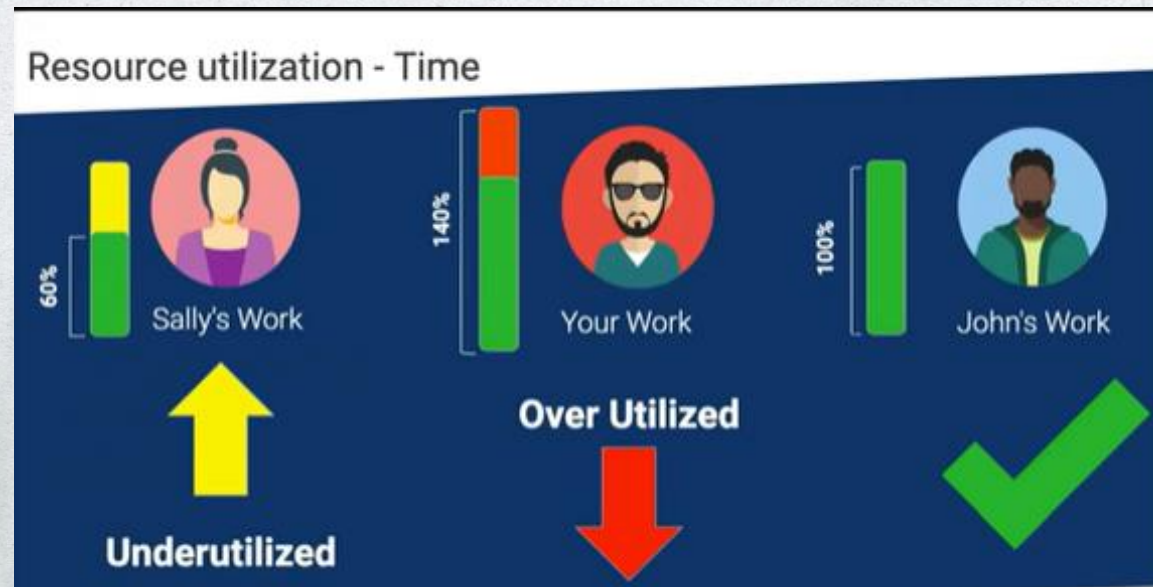 Resource utilization - Time
60%
Sally's Work
Underutilized
140%
Your Work
Over Utilized
100%
John's Work